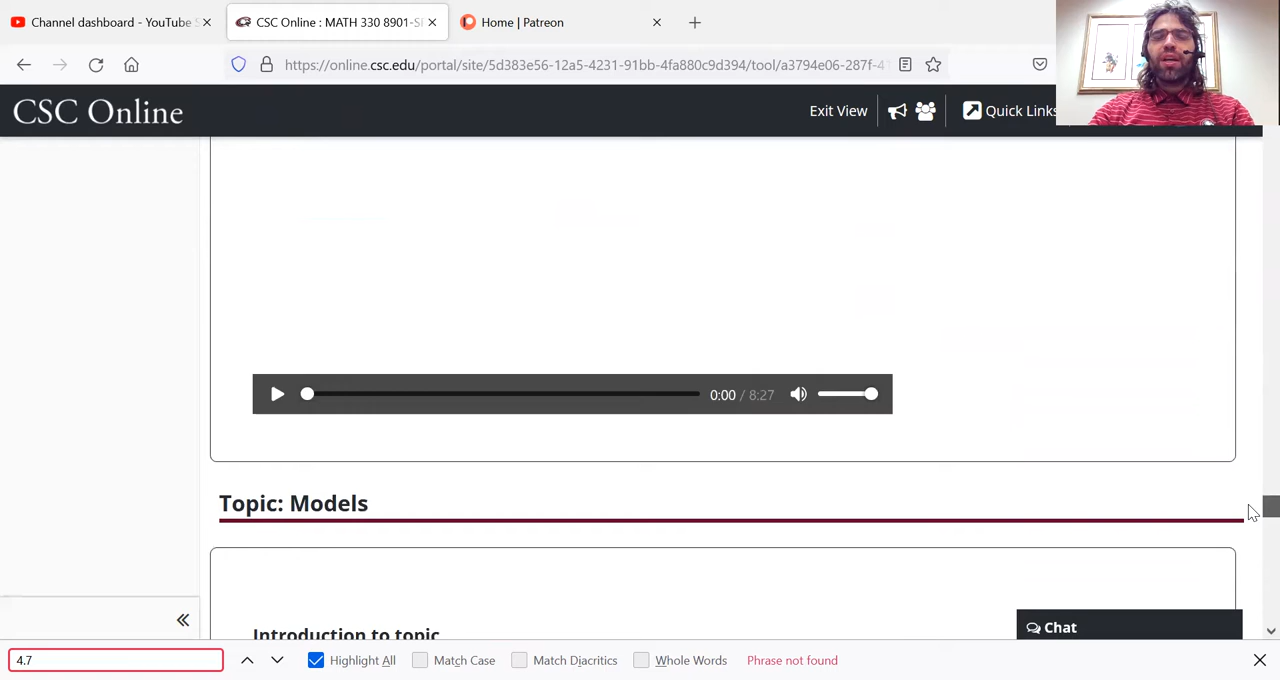 Channel dashboard - YouTube S
CSC Online : MATH 330 8901-SP
Home | Patreon
https://online.csc.edu/portal/site/5d383e56-12a5-4231-91bb-4fa880c9d394/tool/a3794e06-287f-41
CSC Online
Exit View
Quick Links
0:00 / 8:27
Topic: Models
Introduction to topic
Chat
4.7
Highlight All
Match Case
Match Diacritics
Whole Words
Phrase not found